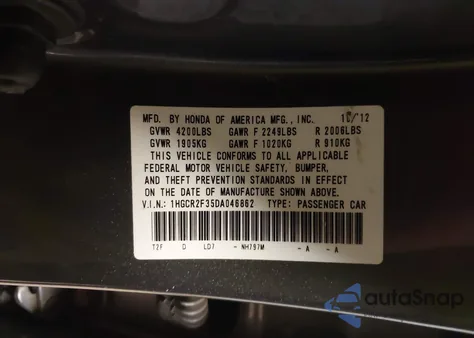 MFD. BY HONDA OF AMERICA MFG., INC. 10/12
GVWR 4200LBS GAWR F 2249LBS R 2006LBS
GVWR 1905KG GAWR F 1020KG R 910KG
THIS VEHICLE CONFORMS TO ALL APPLICABLE
FEDERAL MOTOR VEHICLE SAFETY, BUMPER,
AND THEFT PREVENTION STANDARDS IN EFFECT
ON THE DATE OF MANUFACTURE SHOWN ABOVE.
V.I.N.: 1HGCR2F35DA046862 TYPE: PASSENGER CAR
T2F D LD7 - NH797M - A - A
autaSnap